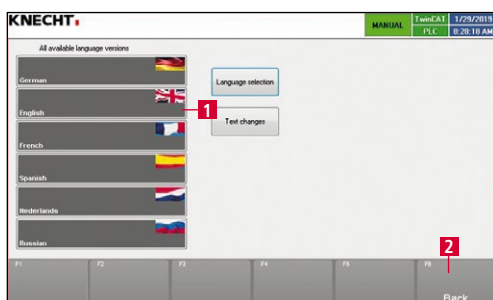 KNECHT.
MANUAL
TwinCAT
1/29/2019
PLC
8:20:18 AM
All available language versions
German
English
French
Spanish
Nederlands
Russian
1
Language selection
Text changes
2
F1
F2
F3
F4
F5
F6
Back